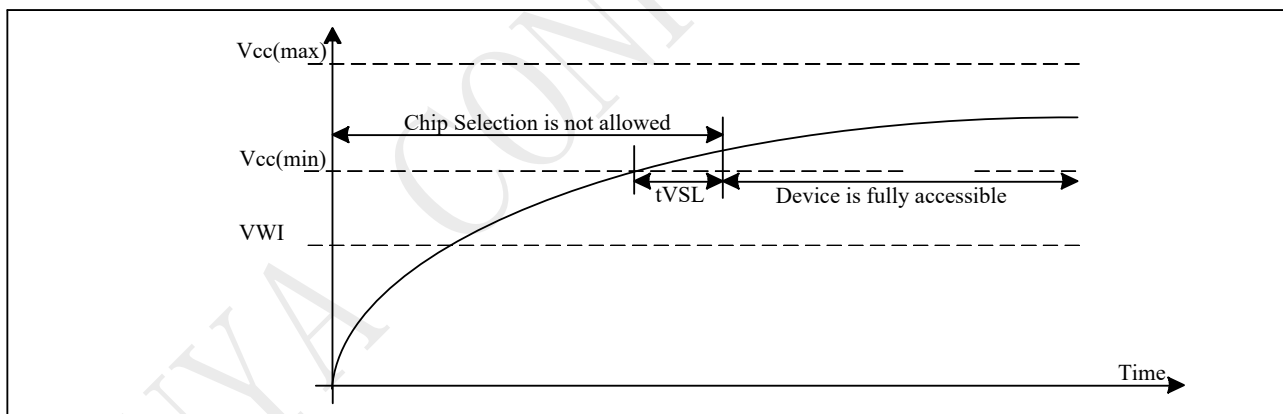 Vcc(max)
Chip Selection is not allowed
Vcc(min)
tVSL
Device is fully accessible
VWI
Time